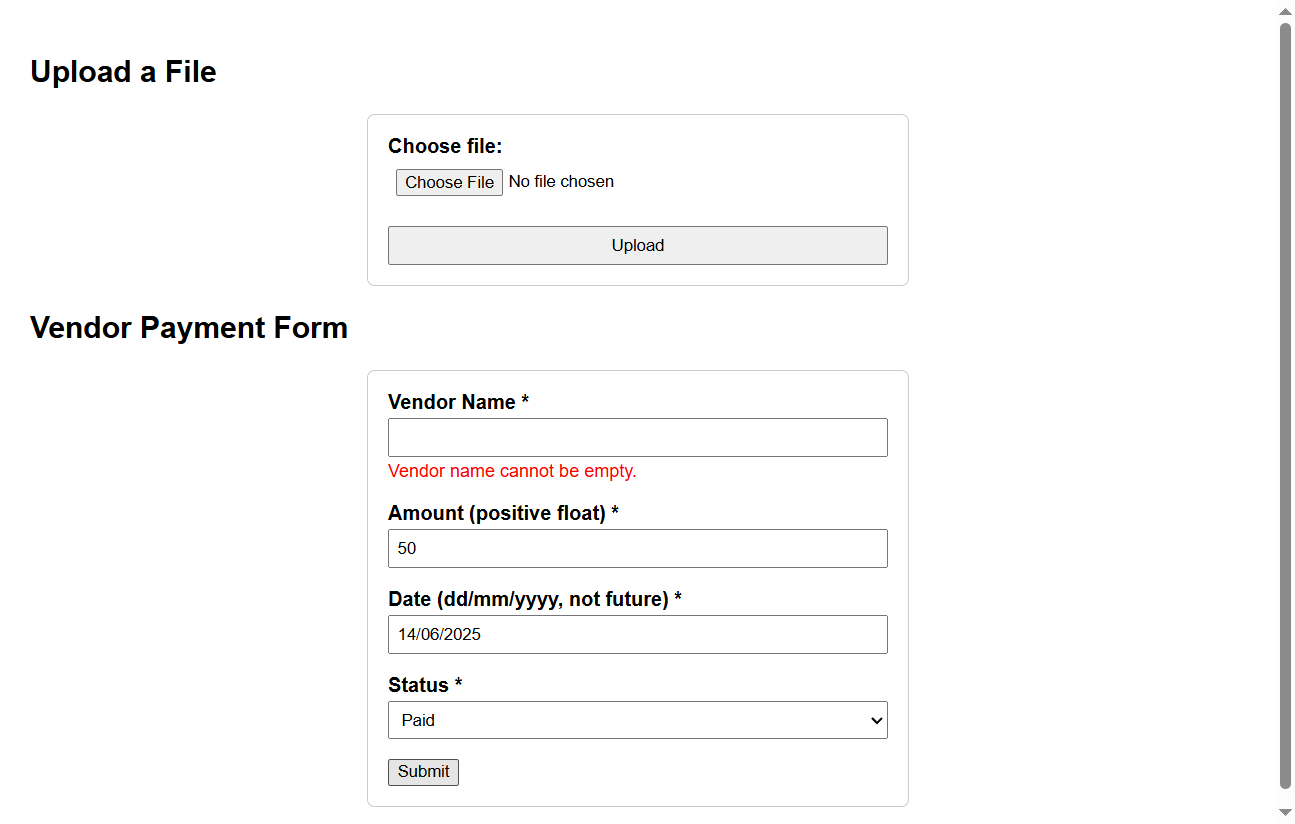 Upload a File
Choose file:
Choose File No file chosen
Upload
Vendor Payment Form
Vendor Name *
Vendor name cannot be empty.
Amount (positive float) *
50
Date (dd/mm/yyyy, not future) *
14/06/2025
Status *
Paid
Submit